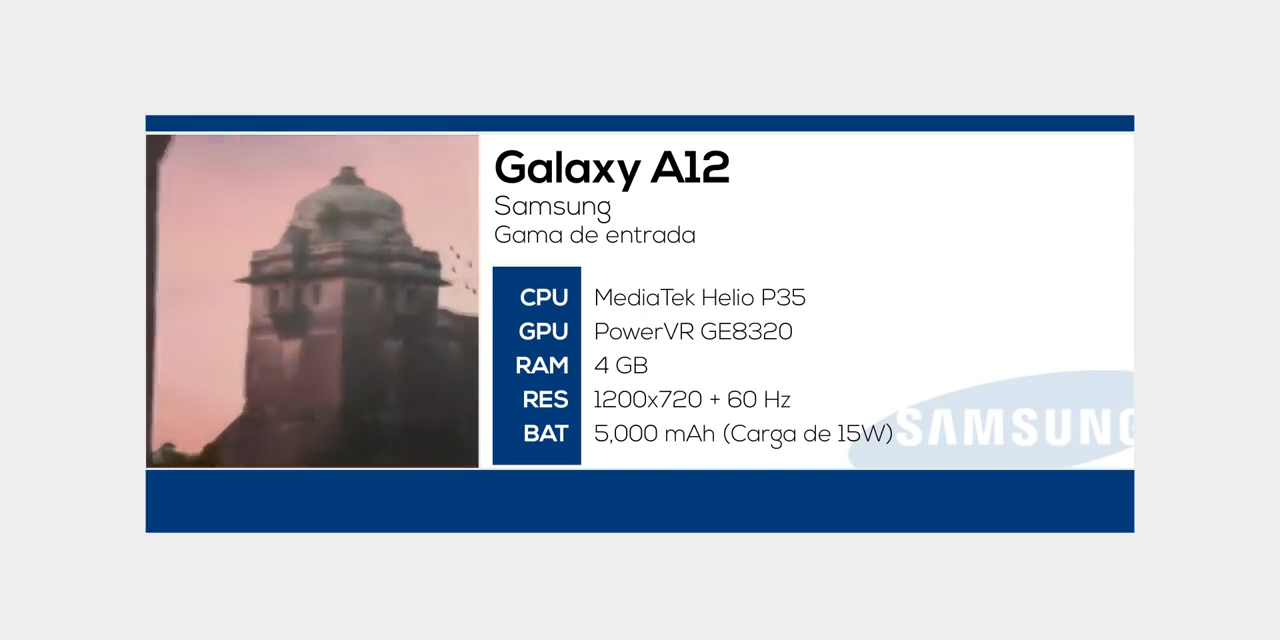 Galaxy A12
Samsung
Gama de entrada
CPU MediaTek Helio P35
GPU PowerVR GE8320
RAM 4 GB
RES 1200x720 + 60 Hz
BAT 5,000 mAh (Carga de 15W)
SAMSUNG